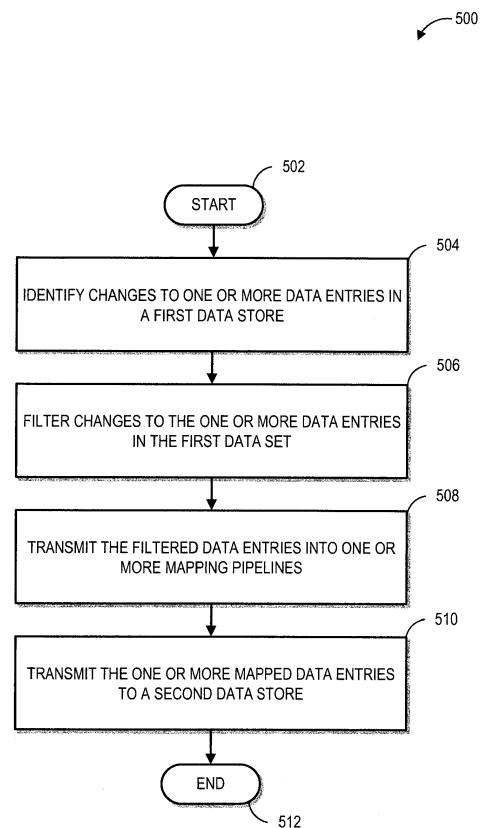 500
502
START
504
IDENTIFY CHANGES TO ONE OR MORE DATA ENTRIES IN
A FIRST DATA STORE
506
FILTER CHANGES TO THE ONE OR MORE DATA ENTRIES
IN THE FIRST DATA SET
508
TRANSMIT THE FILTERED DATA ENTRIES INTO ONE OR
MORE MAPPING PIPELINES
510
TRANSMIT THE ONE OR MORE MAPPED DATA ENTRIES
TO A SECOND DATA STORE
END
512